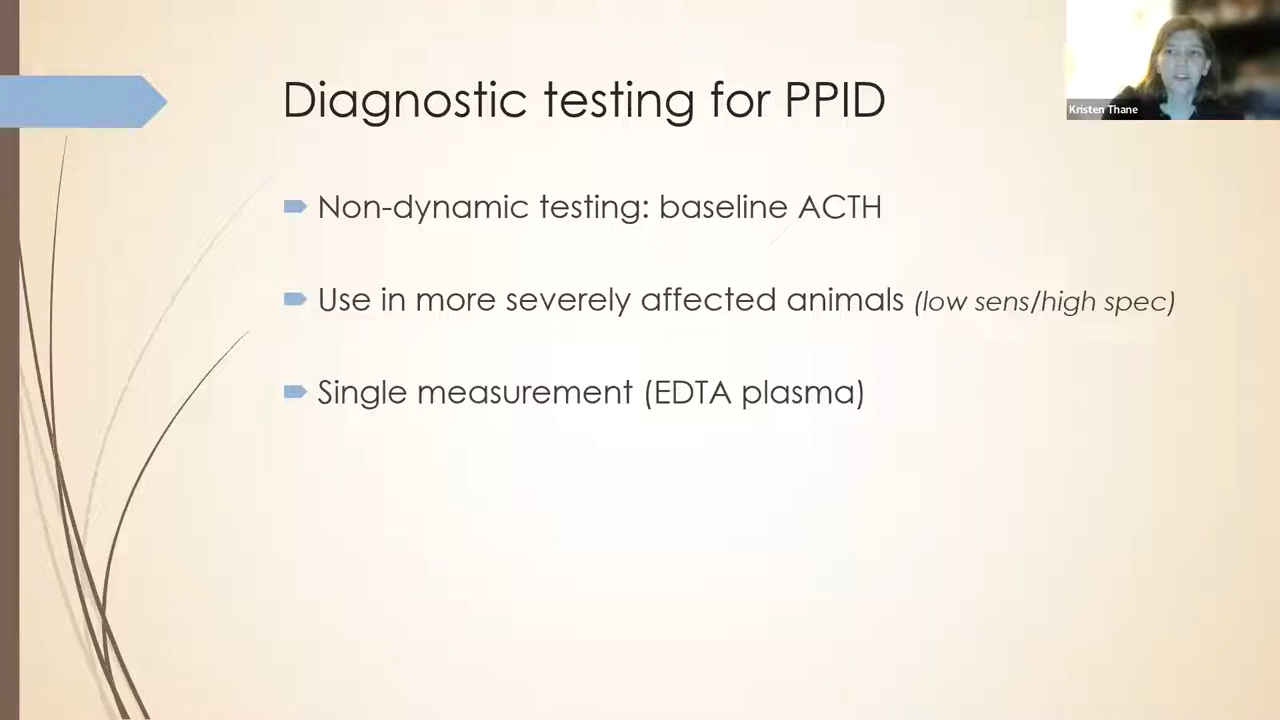 Diagnostic testing for PPID
Kristen Thane
Non-dynamic testing: baseline ACTH
Use in more severely affected animals (low sens/high spec)
Single measurement (EDTA plasma)